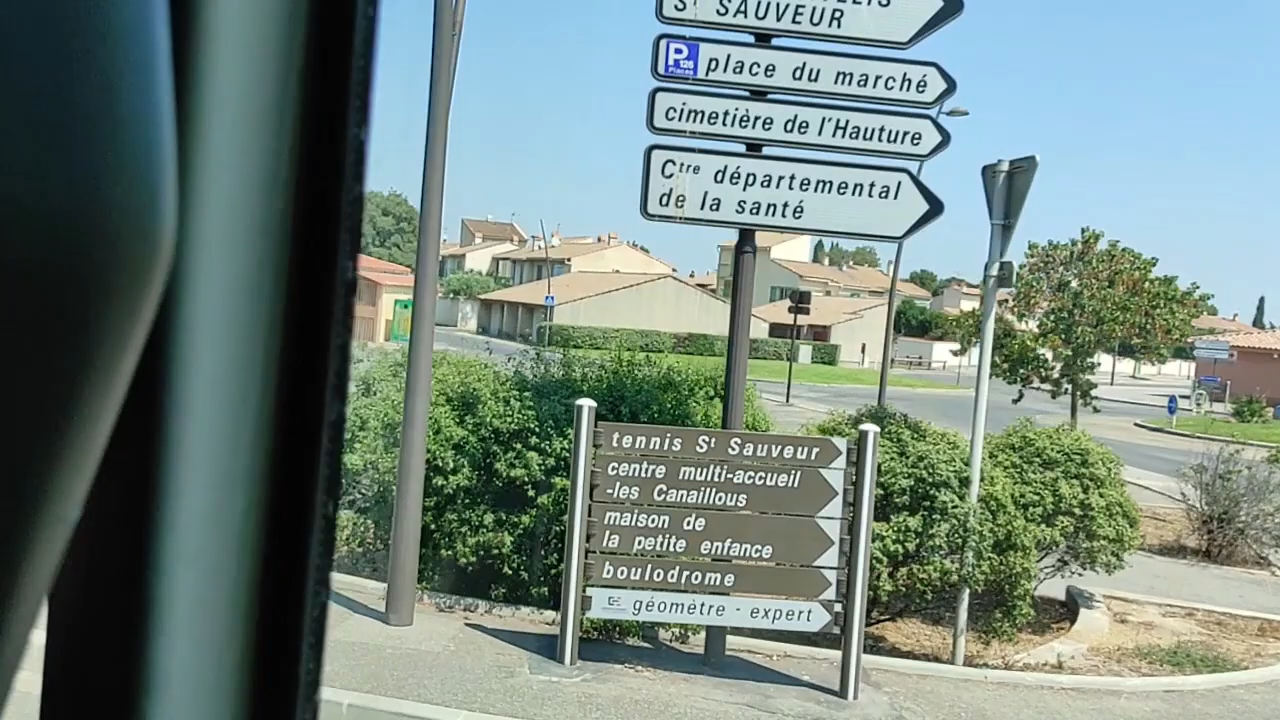 St SAUVEUR
P 126 Places place du marché
cimetière de l'Hauture
Ctre départemental
de la santé
tennis St Sauveur
centre multi-accueil
-les Canaillous
maison de
la petite enfance
boulodrome
géomètre - expert